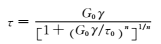 τ = G₀γ / [1 + (G₀γ/τ₀)ⁿ]^{1/n}